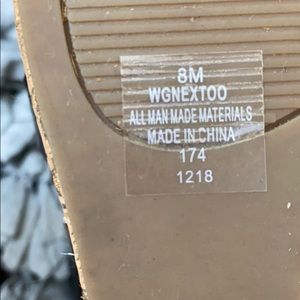 8M
WGNEXTOO
ALL MAN MADE MATERIALS
MADE IN CHINA
174
1218